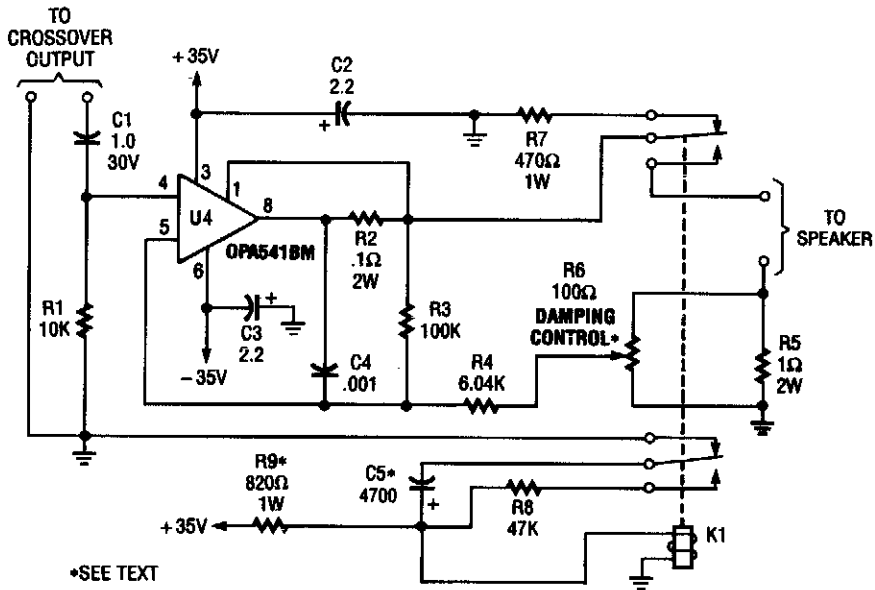 TO
CROSSOVER
OUTPUT
+35V
C2
2.2
+
C1
1.0
30V
R7
470Ω
1W
3
1
4
U4
8
5
OPA541BM
6
R2
.1Ω
2W
TO
SPEAKER
R1
10K
+
C3
2.2
R3
100K
R6
100Ω
DAMPING
CONTROL*
-35V
C4
.001
R4
6.04K
R5
1Ω
2W
R9*
820Ω
1W
C5*
4700
+
R8
47K
+35V
K1
*SEE TEXT